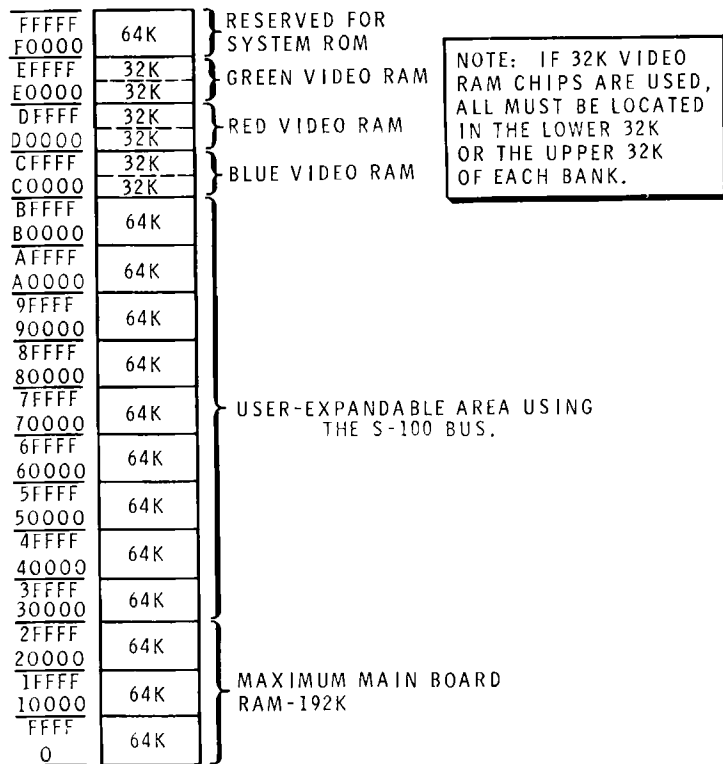 FFFFF
F0000
64K
RESERVED FOR
SYSTEM ROM
EFFFF
E0000
32K
32K
GREEN VIDEO RAM
DFFFF
D0000
32K
32K
RED VIDEO RAM
CFFFF
C0000
32K
32K
BLUE VIDEO RAM
NOTE: IF 32K VIDEO
RAM CHIPS ARE USED,
ALL MUST BE LOCATED
IN THE LOWER 32K
OR THE UPPER 32K
OF EACH BANK.
BFFFF
B0000
64K
AFFFF
A0000
64K
9FFFF
90000
64K
8FFFF
80000
64K
7FFFF
70000
64K
6FFFF
60000
64K
5FFFF
50000
64K
4FFFF
40000
64K
3FFFF
30000
64K
USER-EXPANDABLE AREA USING
THE S-100 BUS.
2FFFF
20000
64K
1FFFF
10000
64K
FFFF
0
64K
MAXIMUM MAIN BOARD
RAM-192K